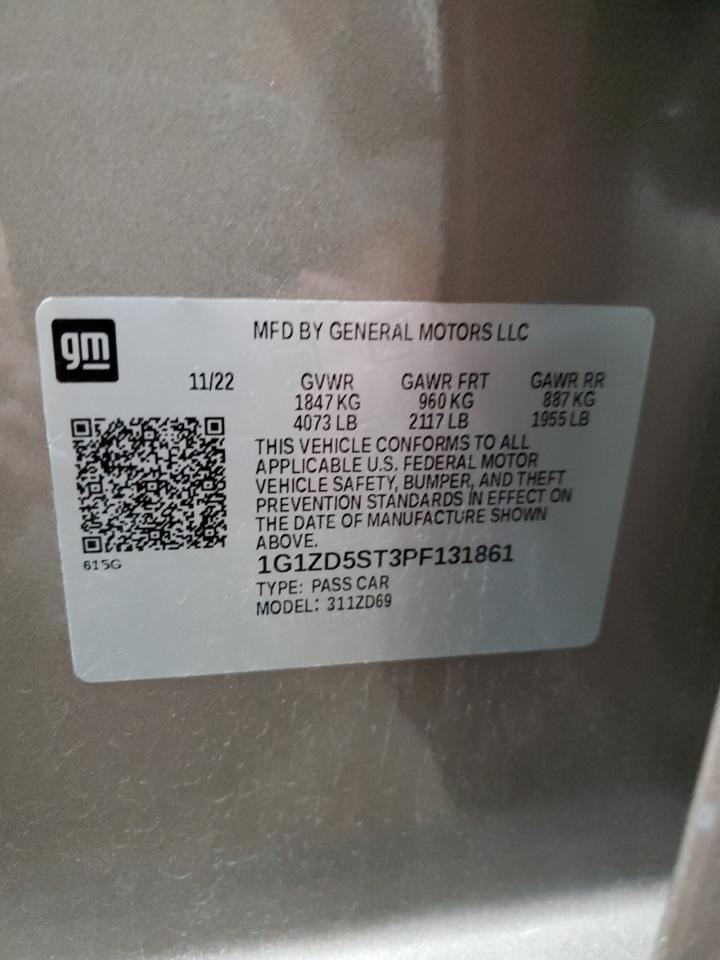 gm
MFD BY GENERAL MOTORS LLC
11/22 GVWR GAWR FRT GAWR RR
1847 KG 960 KG 887 KG
4073 LB 2117 LB 1955 LB
THIS VEHICLE CONFORMS TO ALL
APPLICABLE U.S. FEDERAL MOTOR
VEHICLE SAFETY, BUMPER, AND THEFT
PREVENTION STANDARDS IN EFFECT ON
THE DATE OF MANUFACTURE SHOWN
ABOVE.
615G
1G1ZD5ST3PF131861
TYPE: PASS CAR
MODEL: 311ZD69